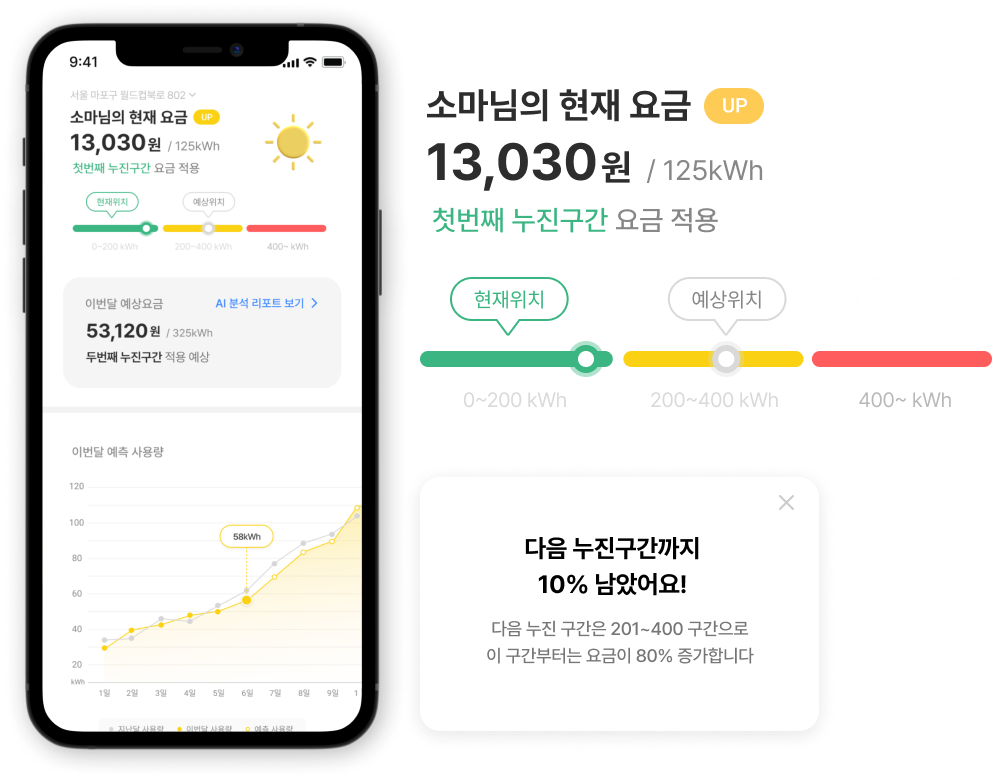 9:41
서울 마포구 월드컵북로 802
소마님의 현재 요금 UP
13,030원 / 125kWh
첫번째 누진구간 요금 적용
현재위치 예상위치
0~200 kWh 200~400 kWh 400~ kWh
이번달 예상요금 AI 분석 리포트 보기
53,120원 / 325kWh
두번째 누진구간 적용 예상
이번달 예측 사용량
120
100
80
60
40
20
kWh
58kWh
1일 2일 3일 4일 5일 6일 7일 8일 9일 1
지난달 사용량 이번달 사용량 예측 사용량
소마님의 현재 요금 UP
13,030원 / 125kWh
첫번째 누진구간 요금 적용
현재위치 예상위치
0~200 kWh 200~400 kWh 400~ kWh
다음 누진구간까지
10% 남았어요!
다음 누진 구간은 201~400 구간으로
이 구간부터는 요금이 80% 증가합니다